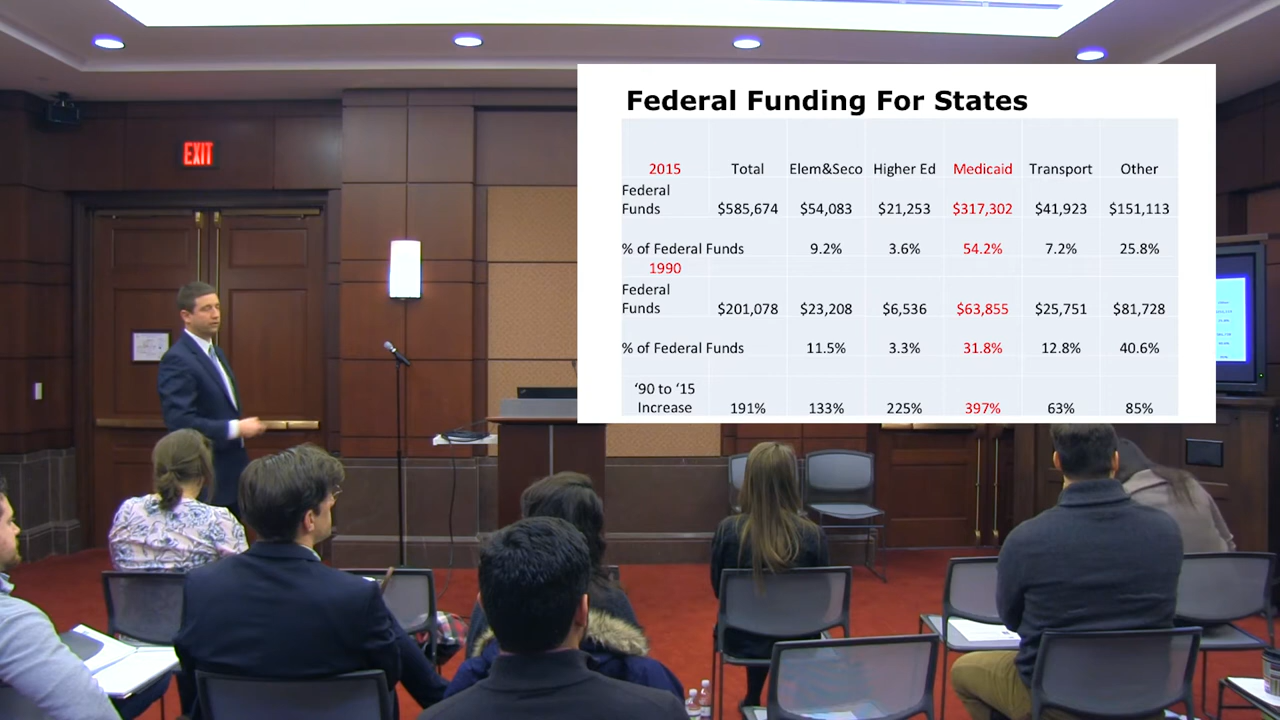 EXIT
Federal Funding For States
2015 Total Elem&Seco Higher Ed Medicaid Transport Other
Federal
Funds $585,674 $54,083 $21,253 $317,302 $41,923 $151,113
% of Federal Funds 9.2% 3.6% 54.2% 7.2% 25.8%
1990
Federal
Funds $201,078 $23,208 $6,536 $63,855 $25,751 $81,728
% of Federal Funds 11.5% 3.3% 31.8% 12.8% 40.6%
‘90 to ‘15
Increase 191% 133% 225% 397% 63% 85%